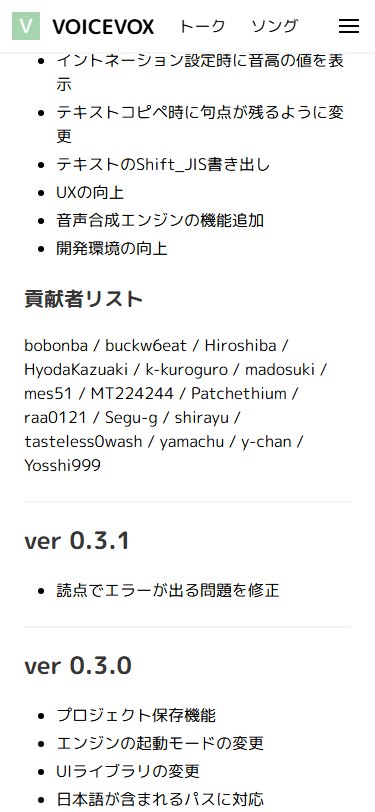 V VOICEVOX トーク ソング
イントネーション設定時に音高の値を表
示
テキストコピペ時に句点が残るように変
更
テキストのShift_JIS書き出し
UXの向上
音声合成エンジンの機能追加
開発環境の向上
貢献者リスト
bobonba / buckw6eat / Hiroshiba /
HyodaKazuaki / k-kuroguro / madosuki /
mes51 / MT224244 / Patchethium /
raa0121 / Segu-g / shirayu /
tasteless0wash / yamachu / y-chan /
Yosshi999
ver 0.3.1
読点でエラーが出る問題を修正
ver 0.3.0
プロジェクト保存機能
エンジンの起動モードの変更
UIライブラリの変更
日本語が含まれるパスに対応